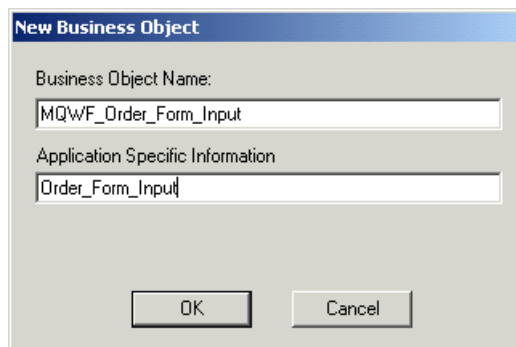 New Business Object
Business Object Name:
MQWF_Order_Form_Input
Application Specific Information
Order_Form_Input
OK
Cancel